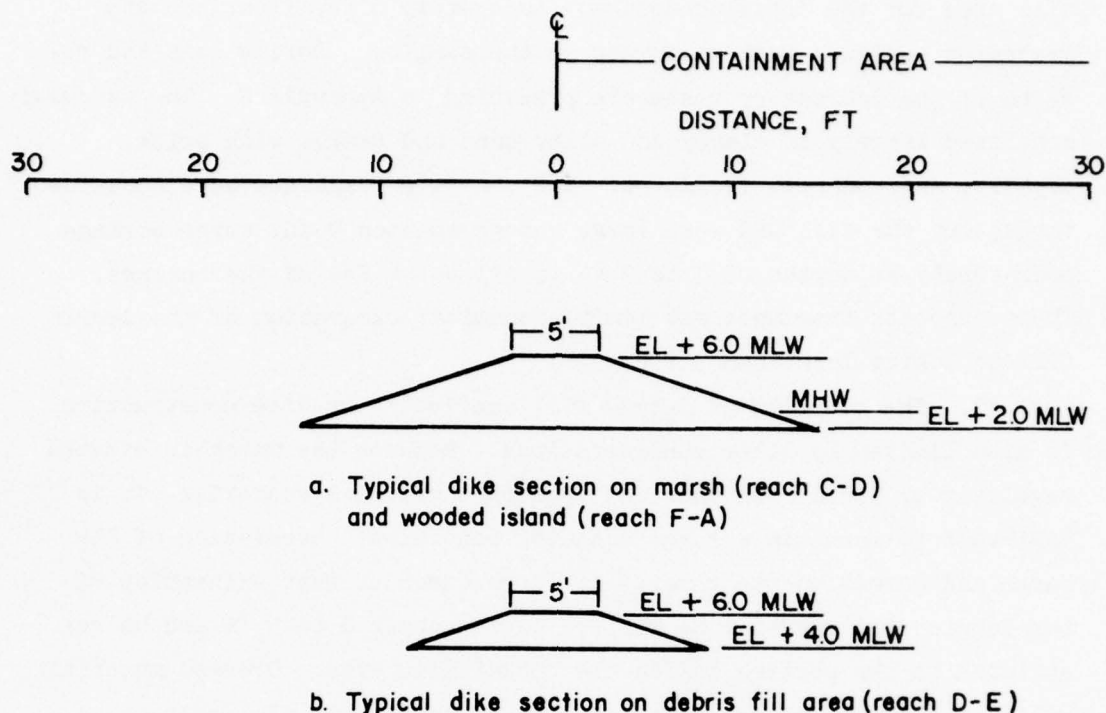 ℄
CONTAINMENT AREA
DISTANCE, FT
30 20 10 0 10 20 30
5'
EL + 6.0 MLW
MHW
EL + 2.0 MLW
a. Typical dike section on marsh (reach C-D)
and wooded island (reach F-A)
5'
EL + 6.0 MLW
EL + 4.0 MLW
b. Typical dike section on debris fill area (reach D-E)